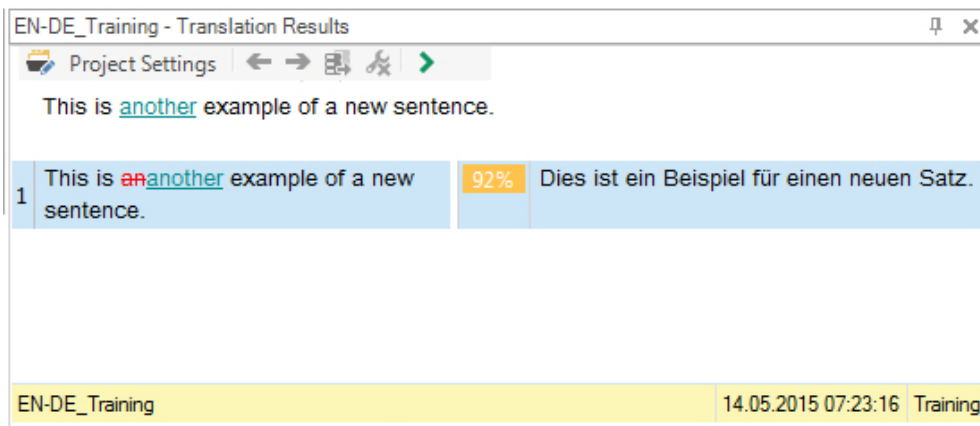 EN-DE_Training - Translation Results
Project Settings
This is another example of a new sentence.
1 This is ananother example of a new 92% Dies ist ein Beispiel für einen neuen Satz.
sentence.
EN-DE_Training 14.05.2015 07:23:16 Training